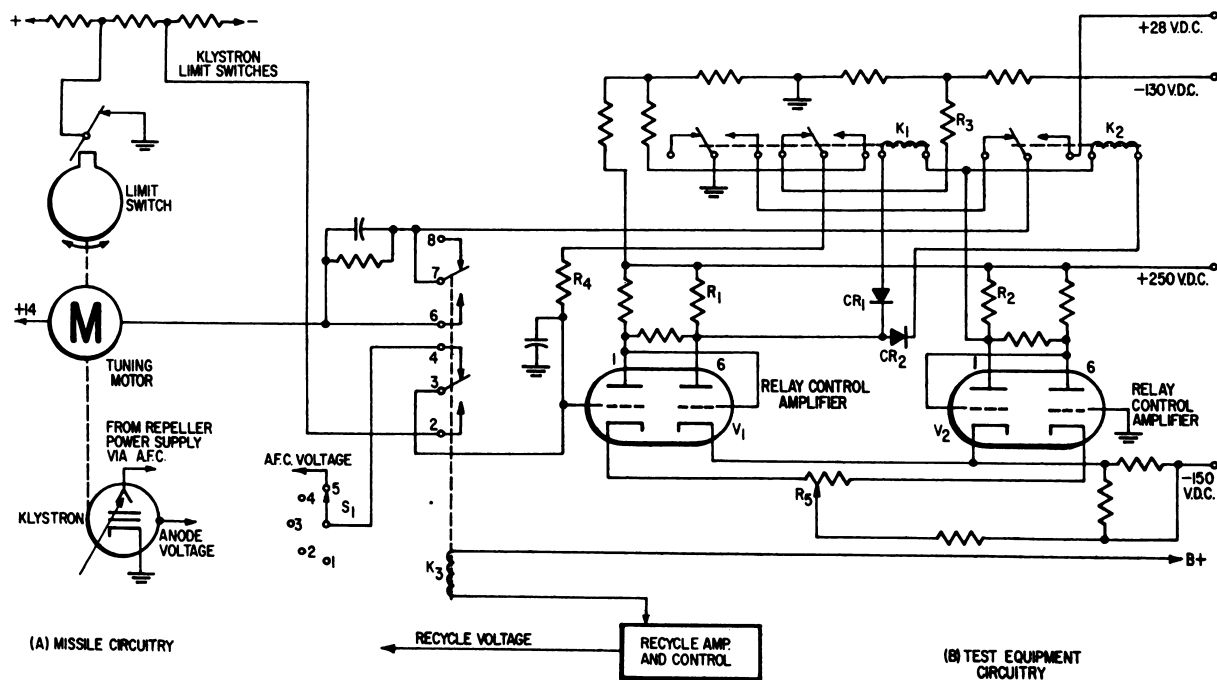 +
-
KLYSTRON
LIMIT SWITCHES
+28 V.D.C.
-130 V.D.C.
R3
K1
K2
LIMIT
SWITCH
8
7
6
4
3
2
R4
R1
R2
+250 V.D.C.
CR1
CR2
+14
M
TUNING
MOTOR
1
6
RELAY CONTROL
AMPLIFIER
V1
1
6
RELAY
CONTROL
AMPLIFIER
V2
FROM REPELLER
POWER SUPPLY
VIA A.F.C.
A.F.C. VOLTAGE
5
4
S1
3
2
1
R5
-150
V.D.C.
KLYSTRON
ANODE
VOLTAGE
K3
B+
RECYCLE VOLTAGE
RECYCLE AMP.
AND CONTROL
(A) MISSILE CIRCUITRY
(B) TEST EQUIPMENT
CIRCUITRY